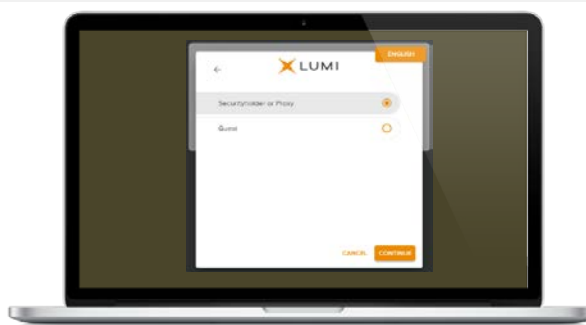 ENGLISH
LUMI
Securityholder or Proxy
Guest
CANCEL
CONTINUE